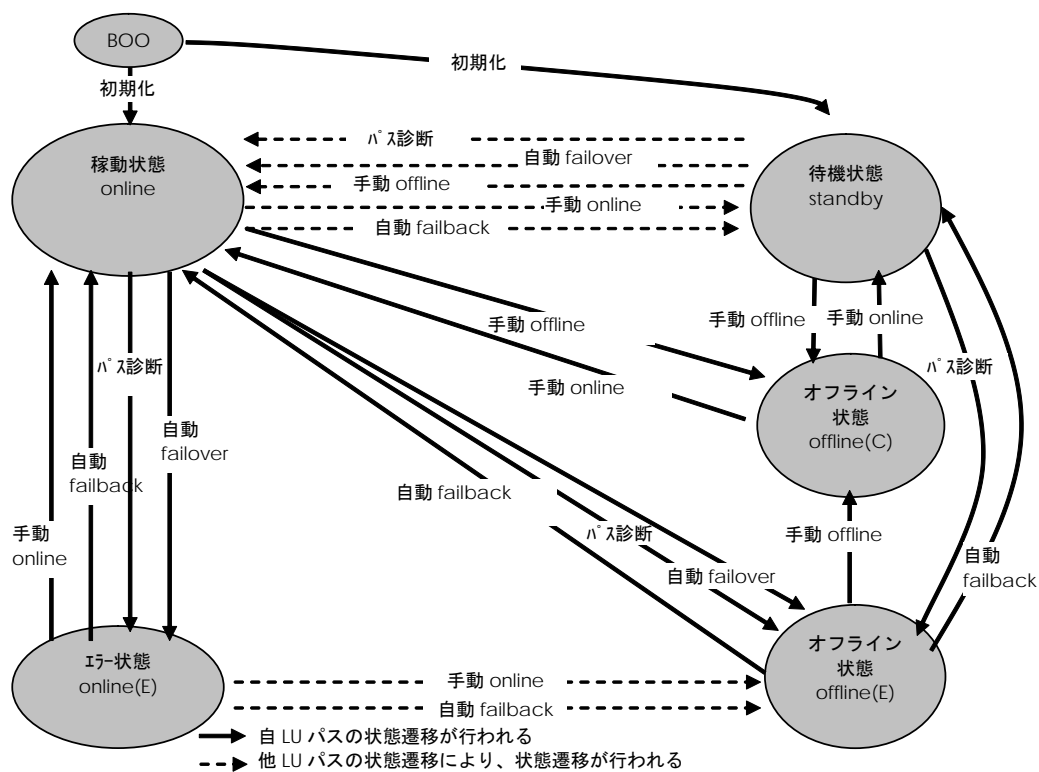 BOO
初期化
初期化
稼動状態
online
ﾊﾟｽ診断
自動 failover
手動 offline
手動 online
自動 failback
待機状態
standby
手動 offline
手動 online
手動 offline
手動 online
ﾊﾟｽ診断
オフライン
状態
offline(C)
ﾊﾟｽ診断
自動
failover
自動
failback
手動
online
自動 failback
ﾊﾟｽ診断
自動 failover
手動 offline
自動
failback
ｴﾗｰ状態
online(E)
オフライン
状態
offline(E)
手動 online
自動 failback
自 LU パスの状態遷移が行われる
他 LU パスの状態遷移により、状態遷移が行われる